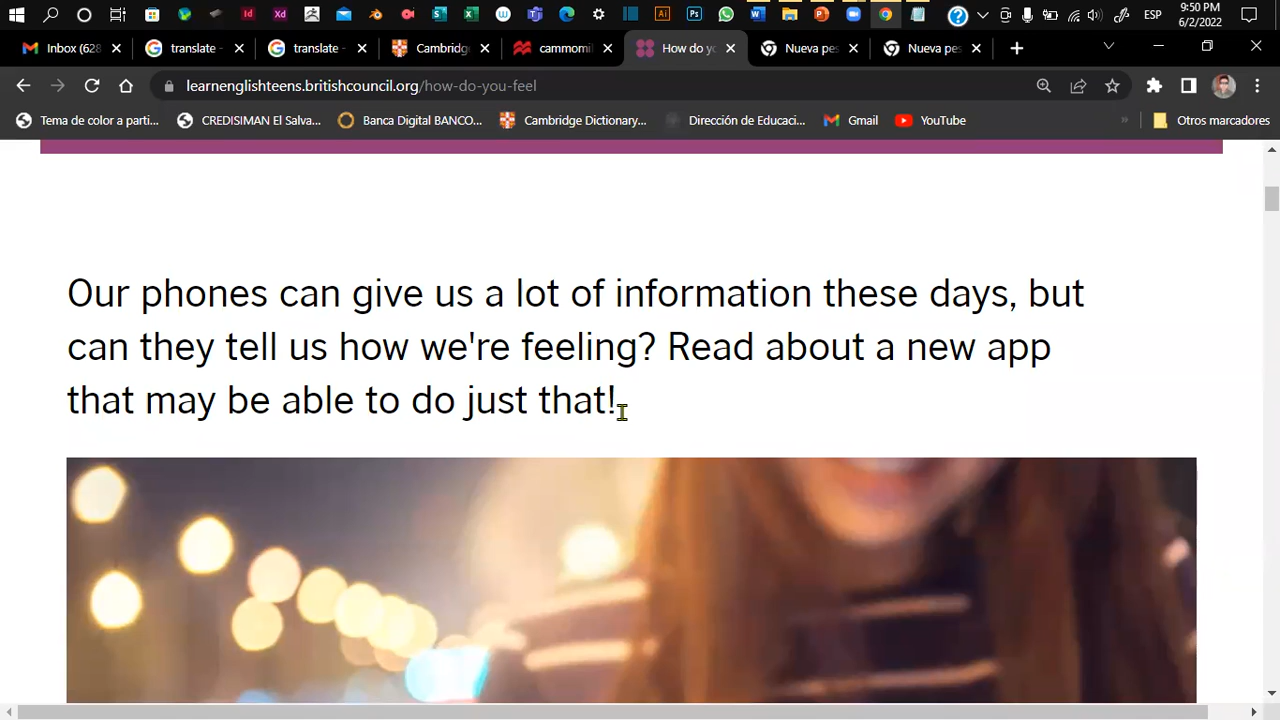 9:50 PM
ESP
6/2/2022
Inbox (628
translate -
translate -
Cambridg
cammomil
How do yo
Nueva pes
Nueva pes
learnenglishteens.britishcouncil.org/how-do-you-feel
Tema de color a parti...
CREDISIMAN El Salva...
Banca Digital BANCO...
Cambridge Dictionary...
Dirección de Educaci...
Gmail
YouTube
»
Otros marcadores
Our phones can give us a lot of information these days, but
can they tell us how we're feeling? Read about a new app
that may be able to do just that!